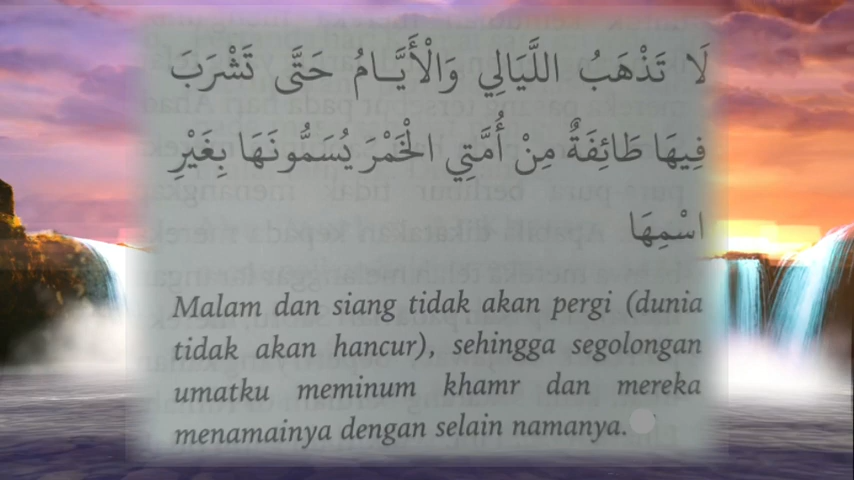 لَا تَذْهَبُ اللَّيَالِي وَالْأَيَّـامُ حَتَّى تَشْرَبَ
فِيهَا طَائِفَةٌ مِنْ أُمَّتِي الْخَمْرَ يُسَمُّونَهَا بِغَيْرِ
اسْمِهَا
Malam dan siang tidak akan pergi (dunia
tidak akan hancur), sehingga segolongan
umatku meminum khamr dan mereka
menamainya dengan selain namanya.